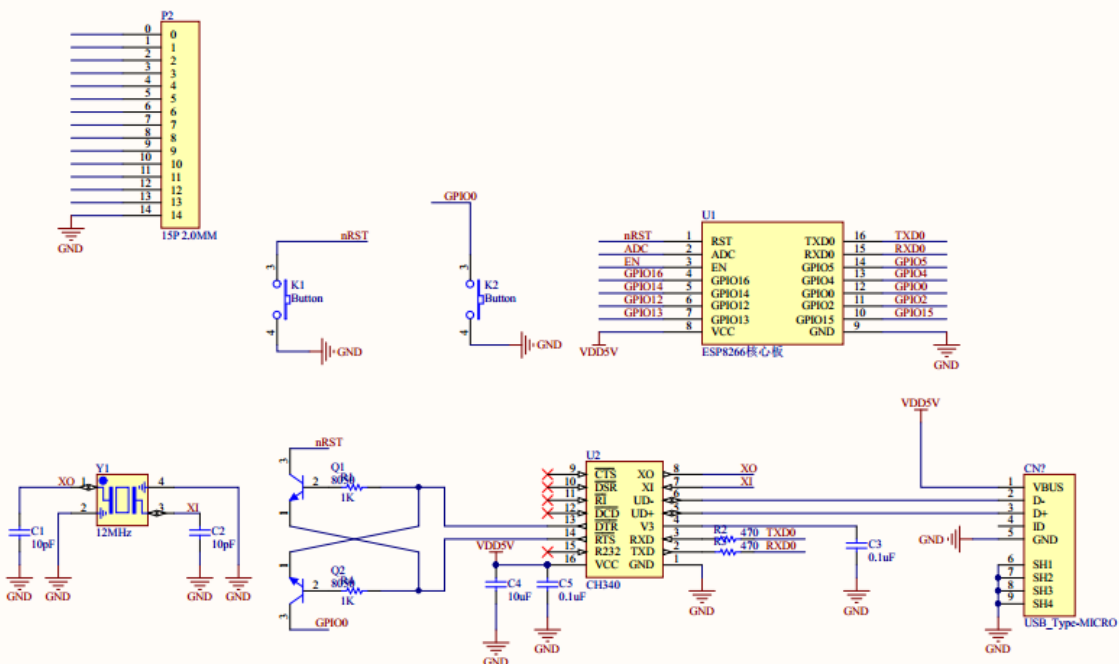 P2
0 0
1 1
2 2
3 3
4 4
5 5
6 6
7 7
8 8
9 9
10 10
11 11
12 12
13 13
14 14
GND
15P 2.0MM
nRST
3
K1
Button
4
GND
GPIO0
3
K2
Button
4
GND
U1
nRST 1 RST TXD0 16 TXD0
ADC 2 ADC RXD0 15 RXD0
EN 3 EN GPIO5 14 GPIO5
GPIO16 4 GPIO16 GPIO4 13 GPIO4
GPIO14 5 GPIO14 GPIO0 12 GPIO0
GPIO12 6 GPIO12 GPIO2 11 GPIO2
GPIO13 7 GPIO13 GPIO15 10 GPIO15
8 VCC GND 9
VDD5V
ESP8266核心板
GND
Y1
XO 1 4
2 3 XI
12MHz
C1
10pF
C2
10pF
GND
GND
GND
GND
nRST
3
Q1
8050
2
R1
1K
1
1
Q2
8050
2
R4
1K
3
GPIO0
U2
9 CTS XO 8 XO
10 DSR XI 7 XI
11 RI UD- 6
12 DCD UD+ 5
13 DTR V3 4
14 RTS RXD 3 R2 470 TXD0
15 R232 TXD 2 R3 470 RXD0
16 VCC GND 1
VDD5V
CH340
C4
10uF
C5
0.1uF
GND
GND
GND
C3
0.1uF
GND
VDD5V
CN?
1 VBUS
2 D-
3 D+
4 ID
GND 5 GND
6 SH1
7 SH2
8 SH3
9 SH4
USB_Type-MICRO
GND